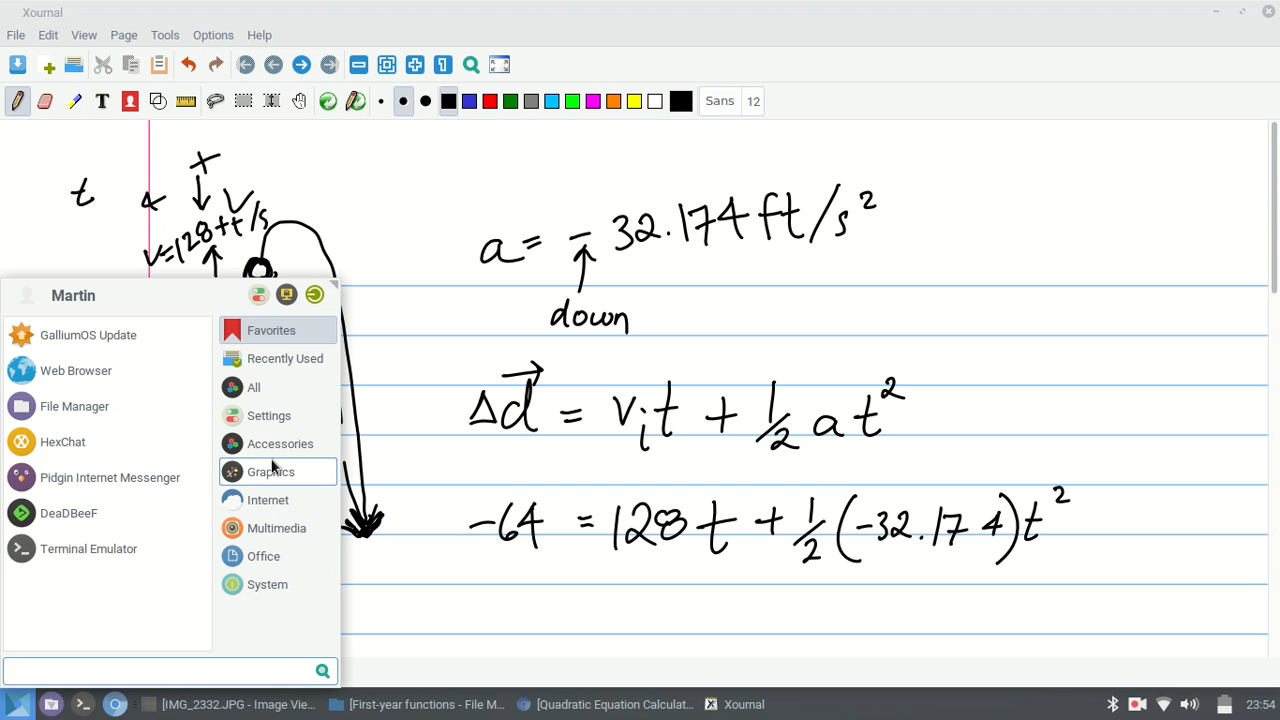 Xournal
File Edit View Page Tools Options Help
Sans 12
t
+
V
v=128ft/s
a = -32.174 ft/s²
down
Δd = vᵢt + 1/2 at²
-64 = 128t + 1/2 (-32.174)t²
Martin
GalliumOS Update
Web Browser
File Manager
HexChat
Pidgin Internet Messenger
DeaDBeeF
Terminal Emulator
Favorites
Recently Used
All
Settings
Accessories
Graphics
Internet
Multimedia
Office
System
[IMG_2332.JPG - Image Vie... [First-year functions - File M... [Quadratic Equation Calculat... Xournal 23:54